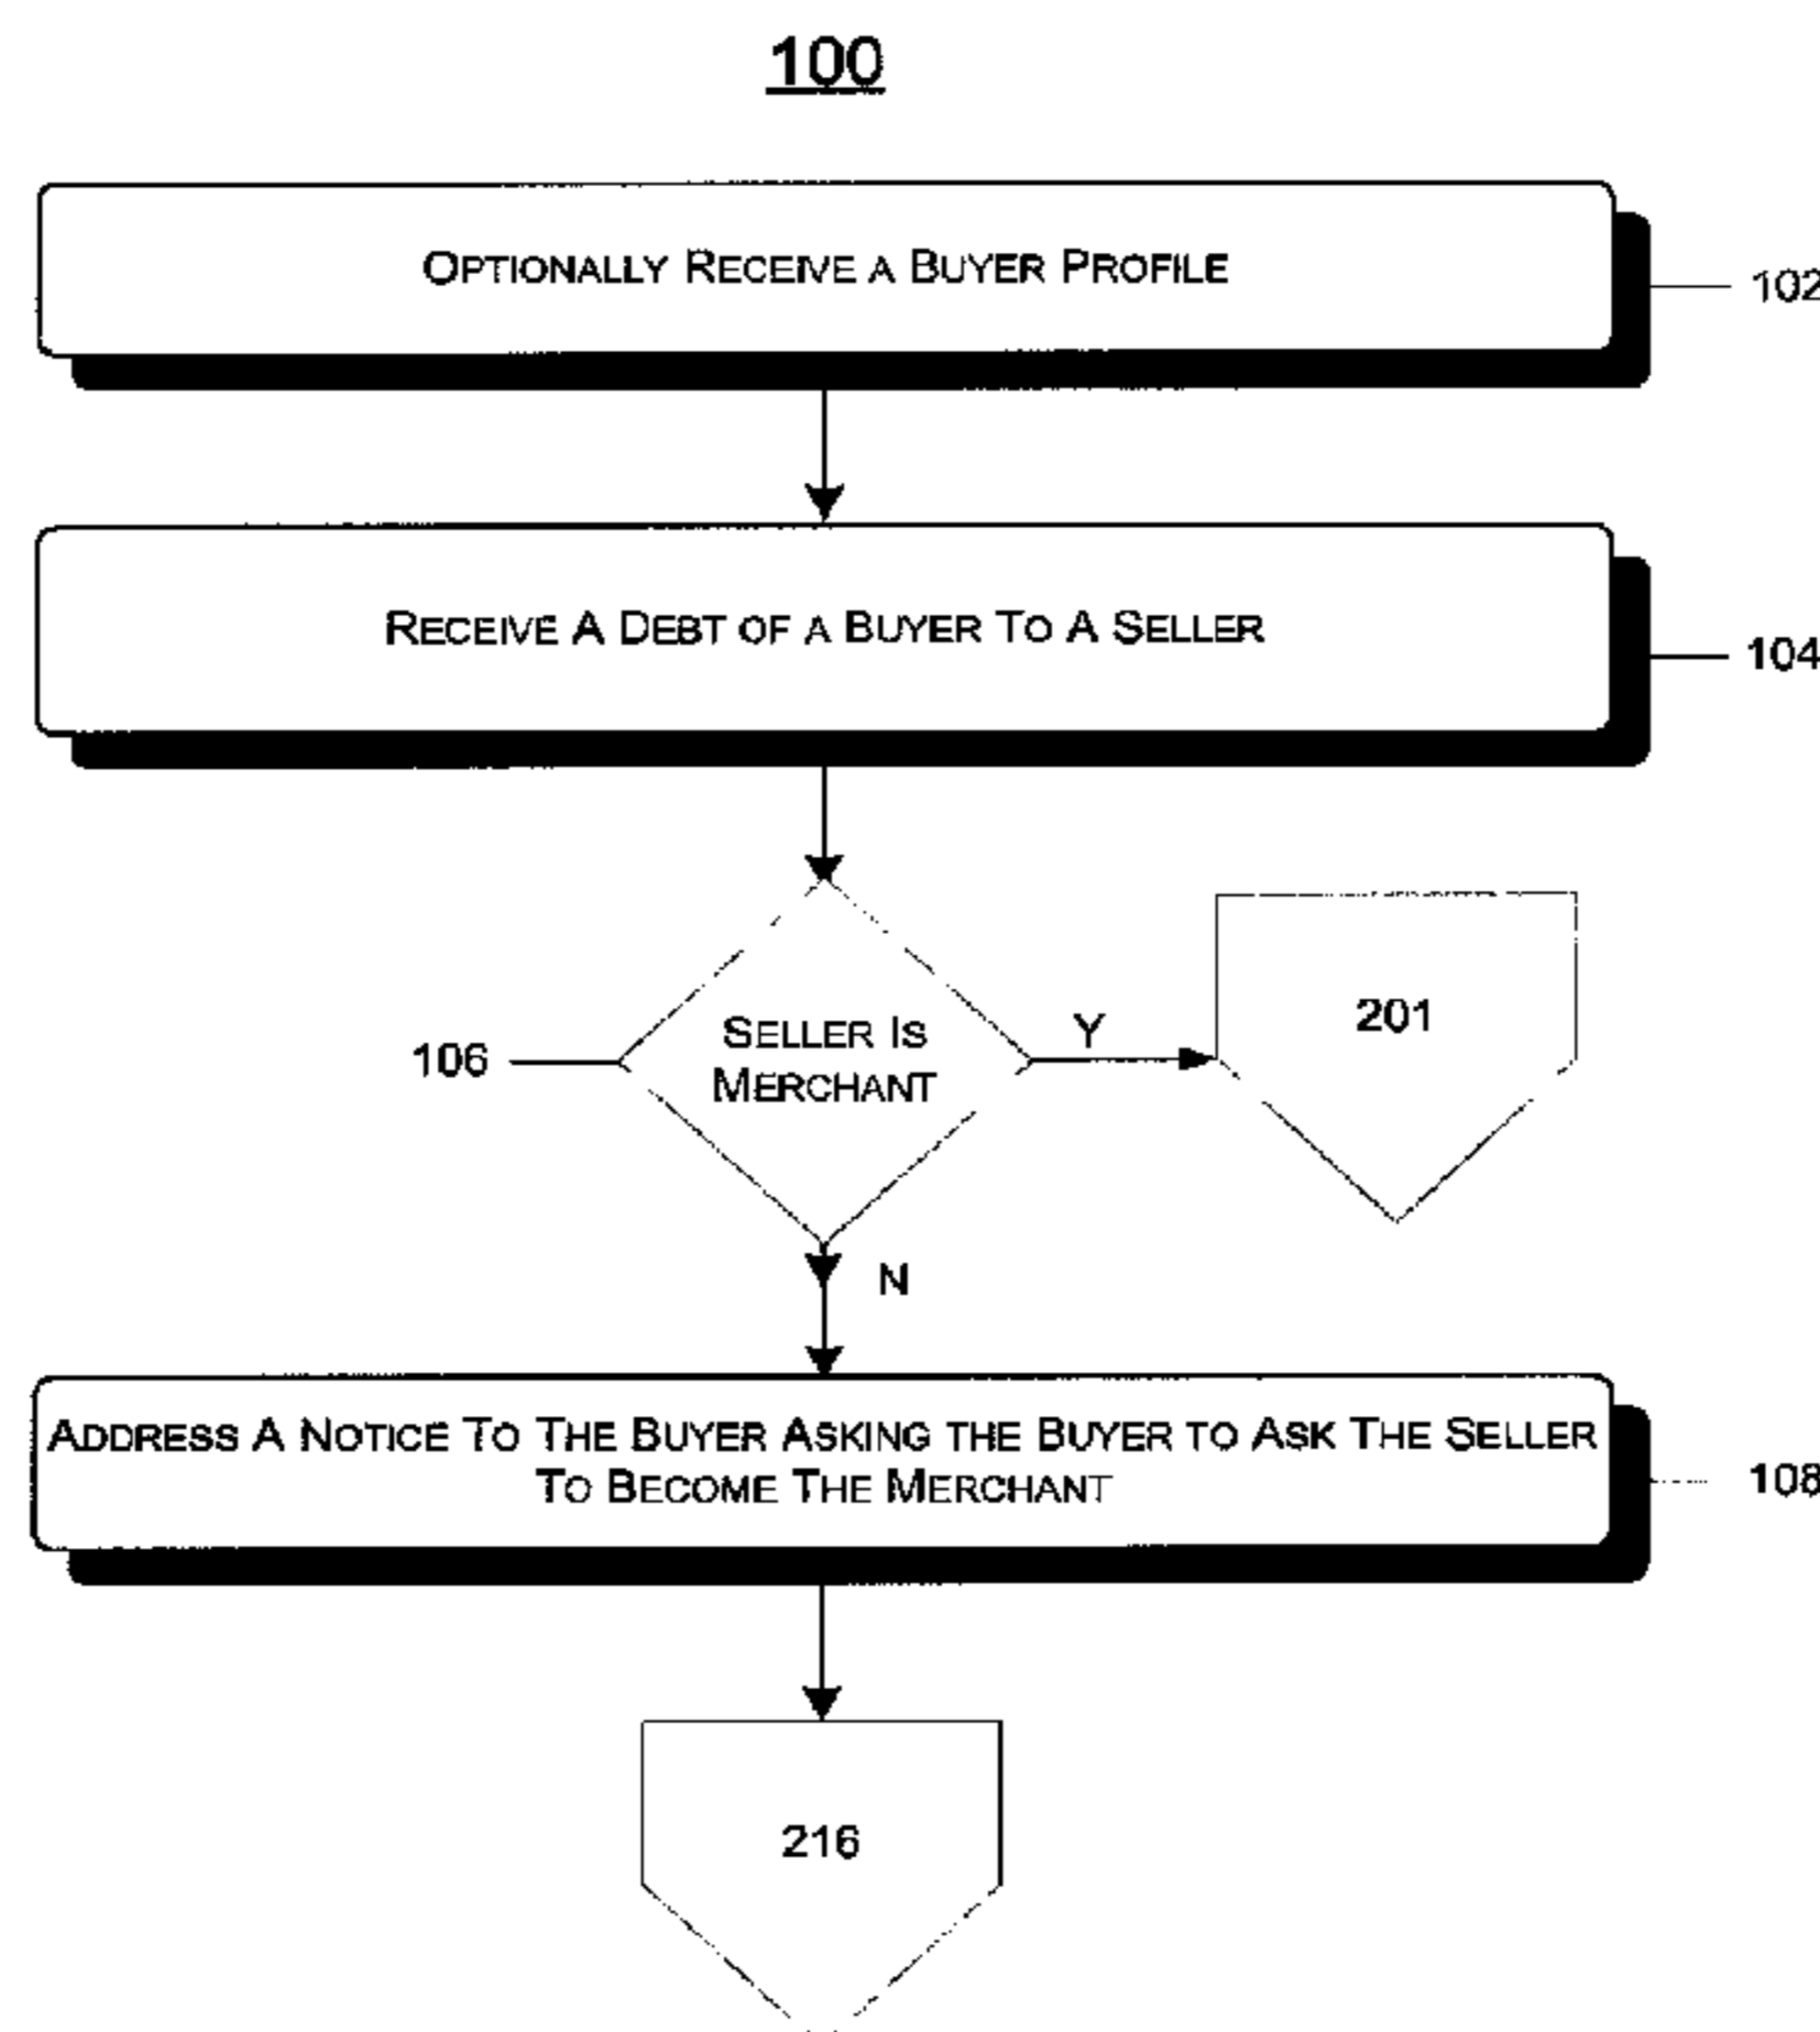 100
OPTIONALLY RECEIVE A BUYER PROFILE
102
RECEIVE A DEBT OF A BUYER TO A SELLER
104
SELLER IS
MERCHANT
106
Y
201
N
ADDRESS A NOTICE TO THE BUYER ASKING THE BUYER TO ASK THE SELLER
TO BECOME THE MERCHANT
108
216